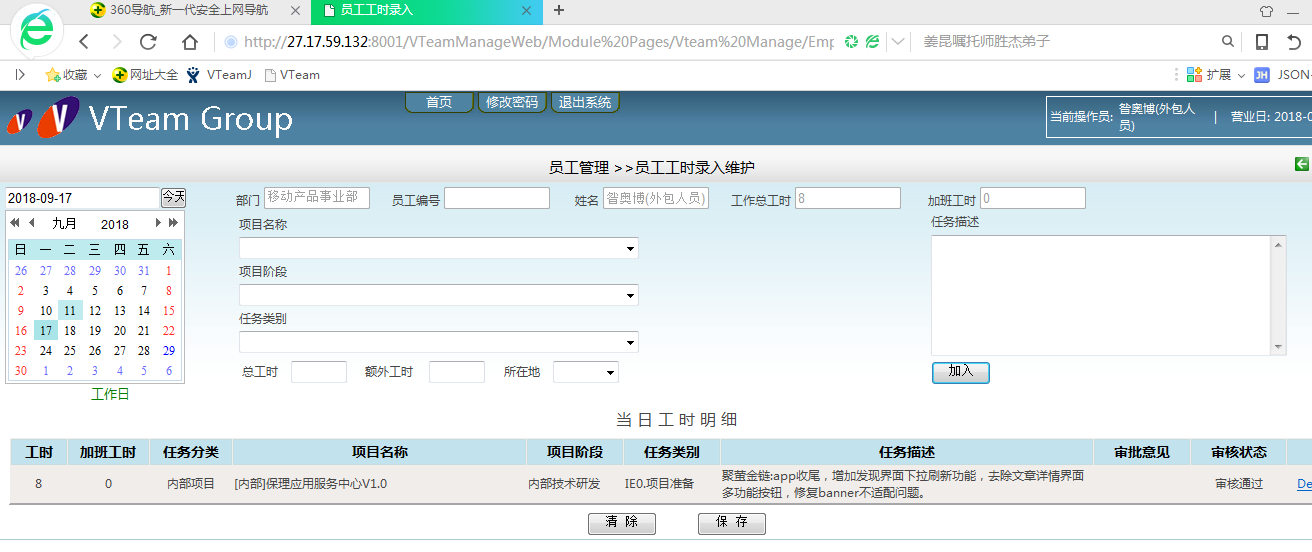 360导航_新一代安全上网导航
员工工时录入
http://27.17.59.132:8001/VTeamManageWeb/Module%20Pages/Vteam%20Manage/Emp
姜昆嘱托师胜杰弟子
收藏 网址大全 VTeamJ VTeam 扩展 JH JSON-
VTeam Group
首页 修改密码 退出系统
当前操作员: 昝奥博(外包人员) | 营业日: 2018-0
员工管理 >>员工工时录入维护
2018-09-17 今天
部门 移动产品事业部 员工编号 姓名 昝奥博(外包人员) 工作总工时 8 加班工时 0
九月 2018
日 一 二 三 四 五 六
26 27 28 29 30 31 1
2 3 4 5 6 7 8
9 10 11 12 13 14 15
16 17 18 19 20 21 22
23 24 25 26 27 28 29
30 1 2 3 4 5 6
工作日
项目名称
项目阶段
任务类别
总工时 额外工时 所在地
任务描述
加入
当日工时明细
工时 加班工时 任务分类 项目名称 项目阶段 任务类别 任务描述 审批意见 审核状态
8 0 内部项目 [内部]保理应用服务中心V1.0 内部技术研发 IE0.项目准备 聚萤金链:app收尾，增加发现界面下拉刷新功能，去除文章详情界面
多功能按钮，修复banner不适配问题。 审核通过 De
清 除 保 存